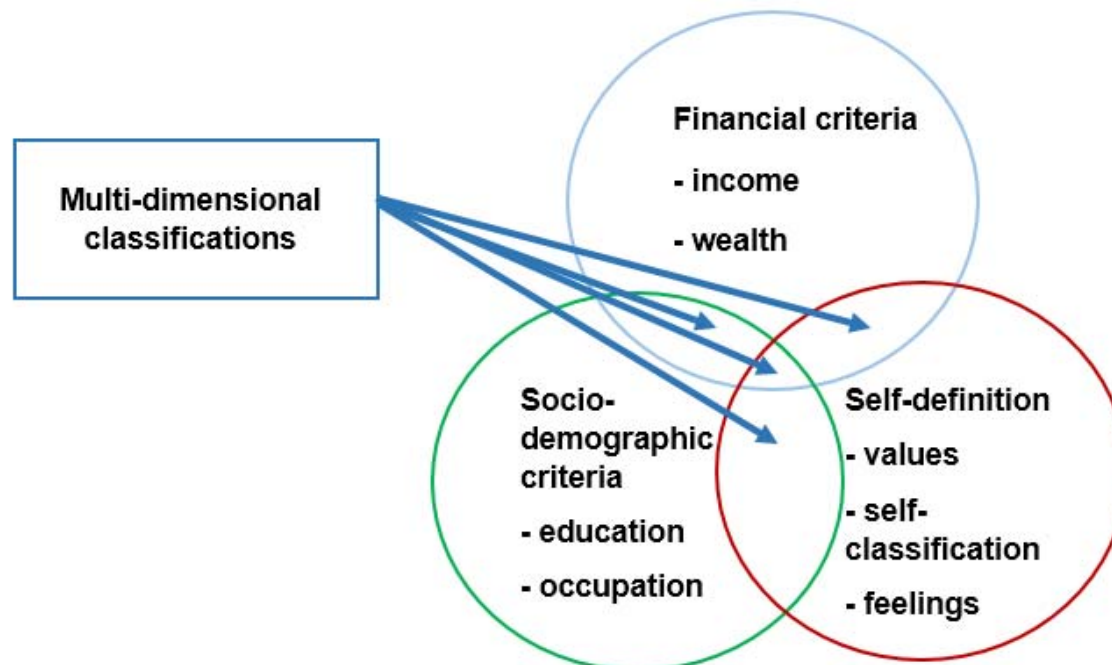 Multi-dimensional
classifications
Financial criteria
- income
- wealth
Socio-
demographic
criteria
- education
- occupation
Self-definition
- values
- self-
classification
- feelings